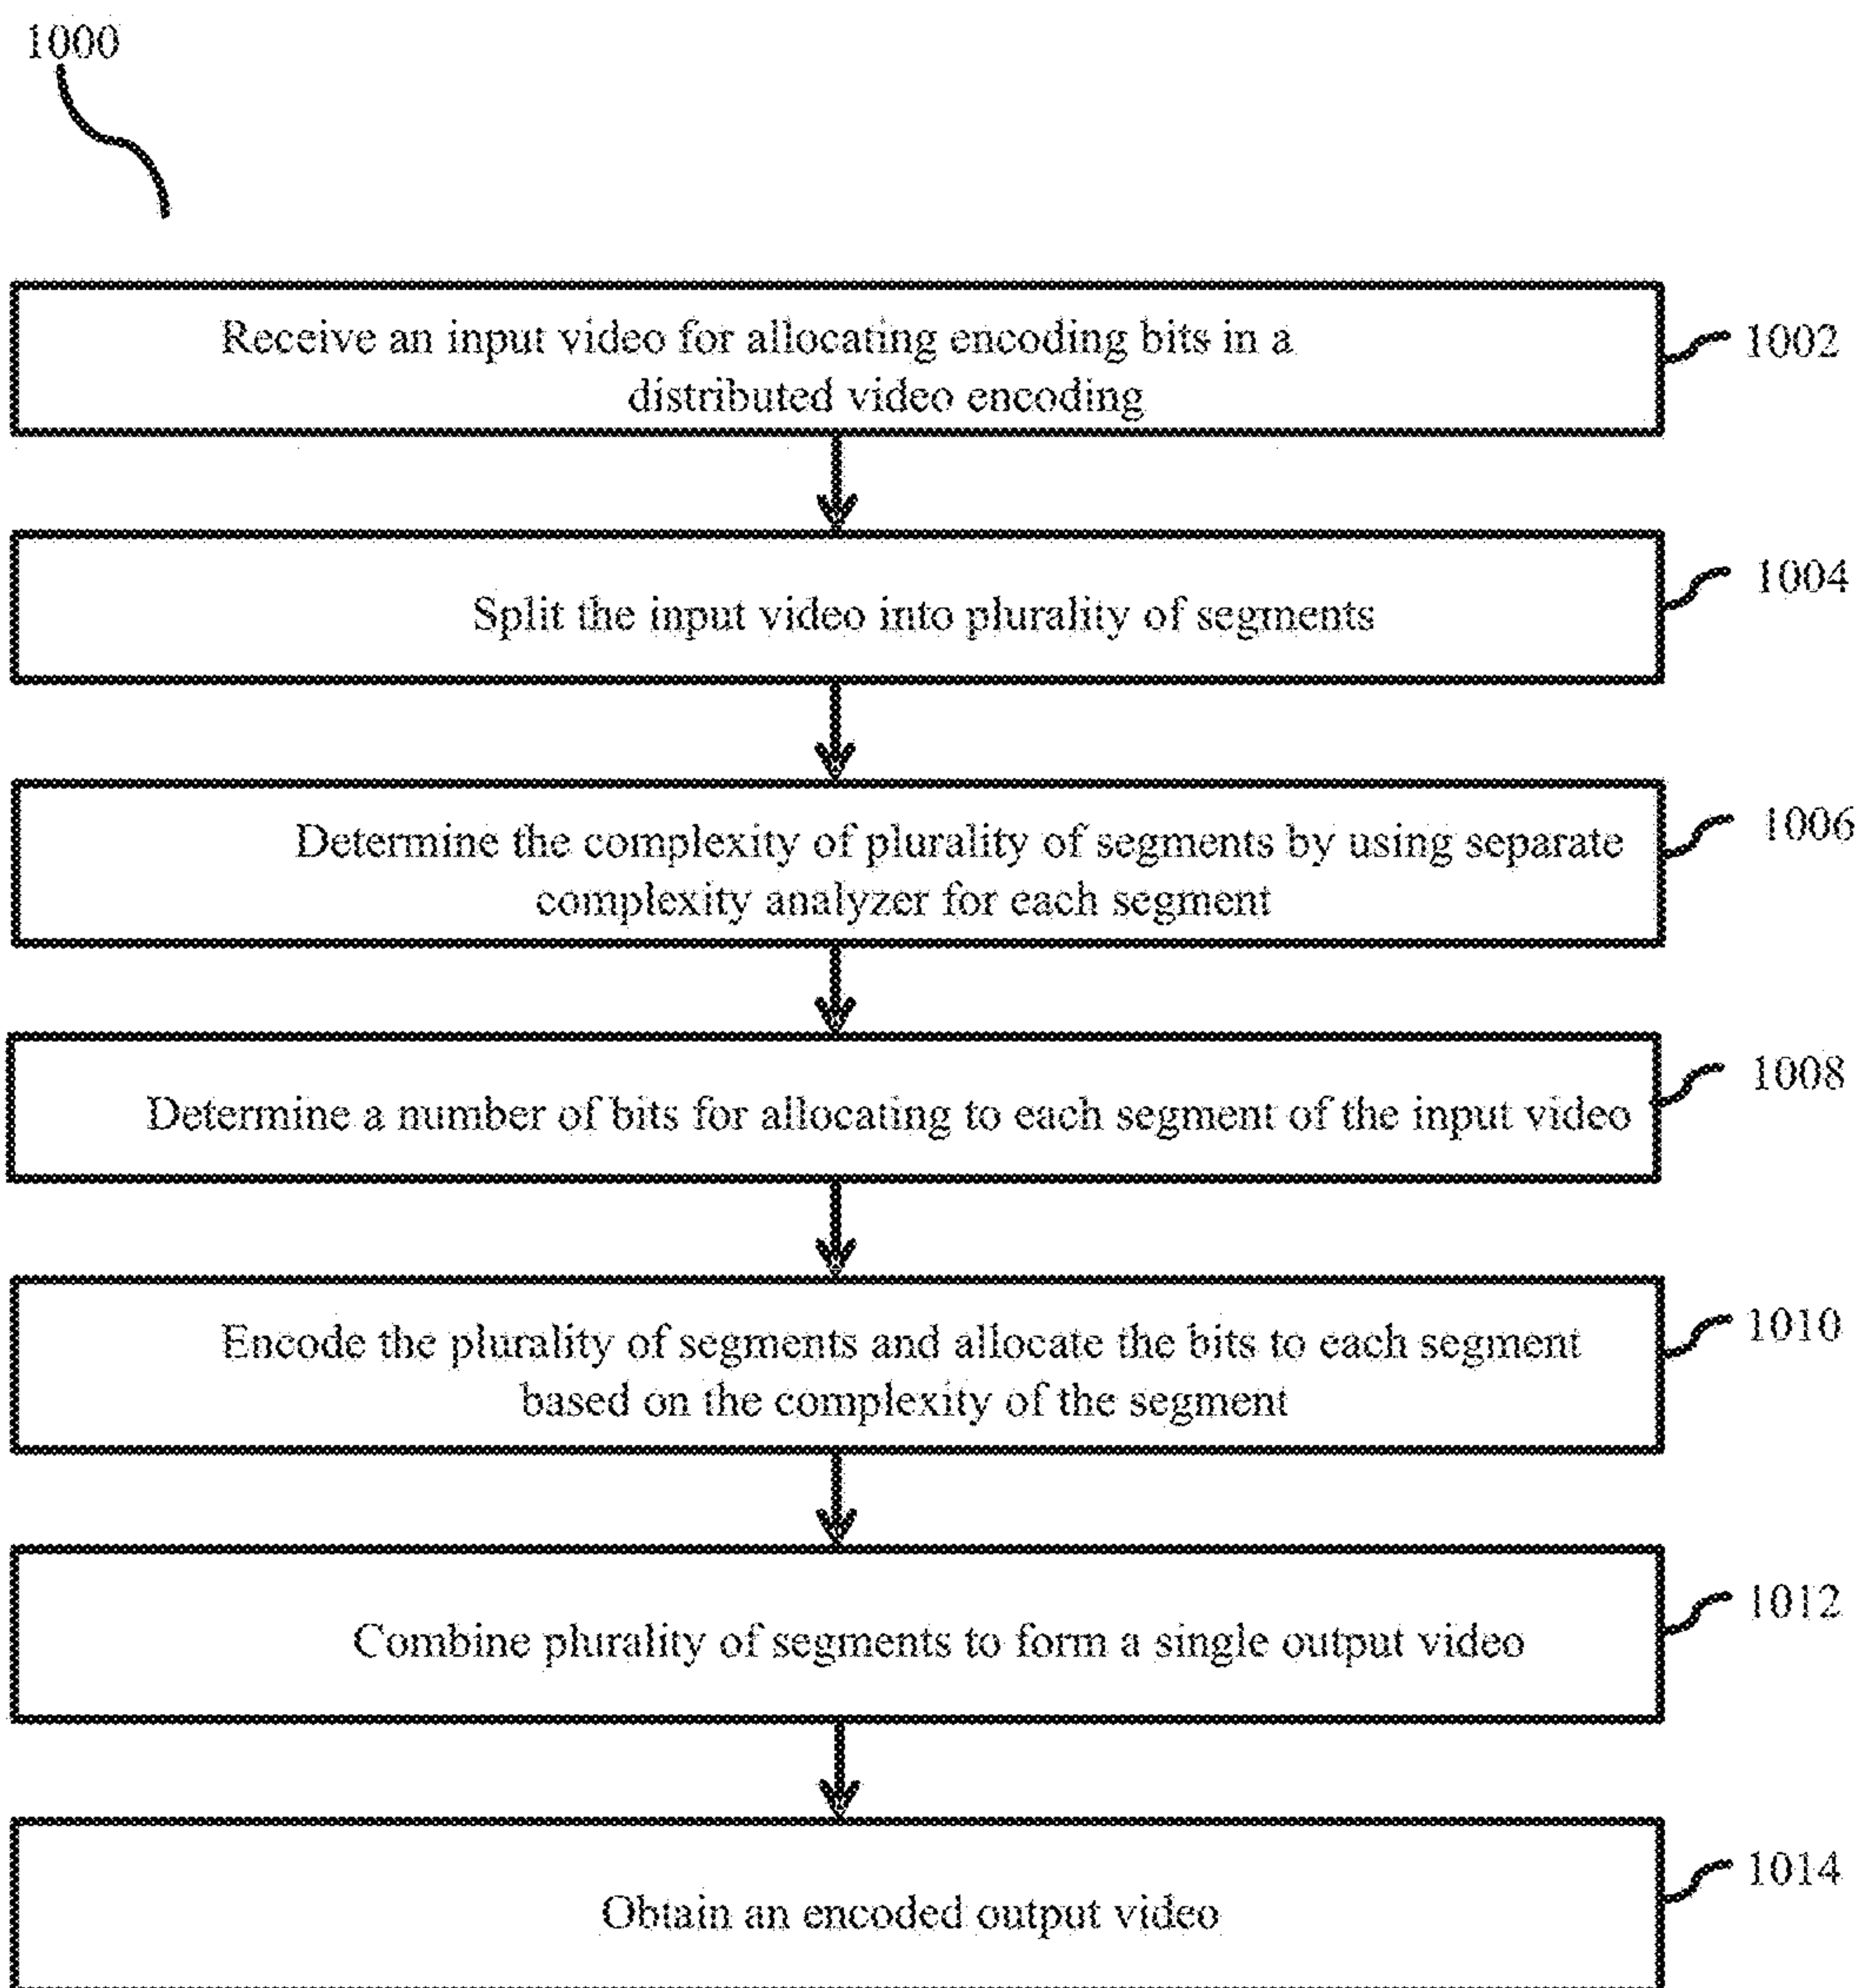 1000
Receive an input video for allocating encoding bits in a
distributed video encoding
1002
Split the input video into plurality of segments
1004
Determine the complexity of plurality of segments by using separate
complexity analyzer for each segment
1006
Determine a number of bits for allocating to each segment of the input video
1008
Encode the plurality of segments and allocate the bits to each segment
based on the complexity of the segment
1010
Combine plurality of segments to form a single output video
1012
Obtain an encoded output video
1014